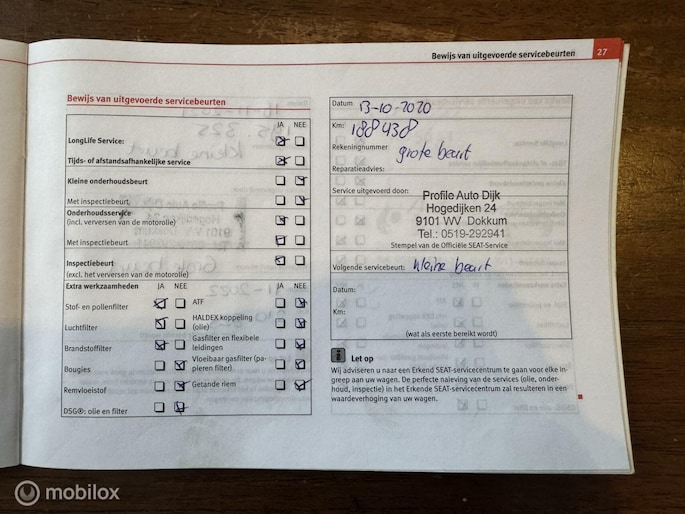 Bewijs van uitgevoerde servicebeurten 27
Bewijs van uitgevoerde servicebeurten
JA NEE
LongLife Service:
Tijds- of afstandsafhankelijke service
Kleine onderhoudsbeurt
Met inspectiebeurt
Onderhoudsservice
(incl. verversen van de motorolie)
Met inspectiebeurt
Inspectiebeurt
(excl. het verversen van de motorolie)
Extra werkzaamheden JA NEE JA NEE
Stof- en pollenfilter
ATF
Luchtfilter
HALDEX koppeling
(olie)
Brandstoffilter
Gasfilter en flexibele
leidingen
Bougies
Vloeibaar gasfilter (pa-
pieren filter)
Remvloeistof
Getande riem
DSG®: olie en filter
Datum 13-10-2020
Km: 188438
Rekeningnummer grote beurt
Reparatieadvies:
Service uitgevoerd door:
Profile Auto Dijk
Hogedijken 24
9101 WV Dokkum
Tel.: 0519-292941
Stempel van de Officiële SEAT-Service
Volgende servicebeurt: kleine beurt
Datum:
Km:
(wat als eerste bereikt wordt)
i Let op
Wij adviseren u naar een Erkend SEAT-servicecentrum te gaan voor elke in-
greep aan uw wagen. De perfecte naleving van de services (olie, onder-
houd, inspectie) in het Erkende SEAT-servicecentrum zal resulteren in een
waardeverhoging van uw wagen.
mobilox